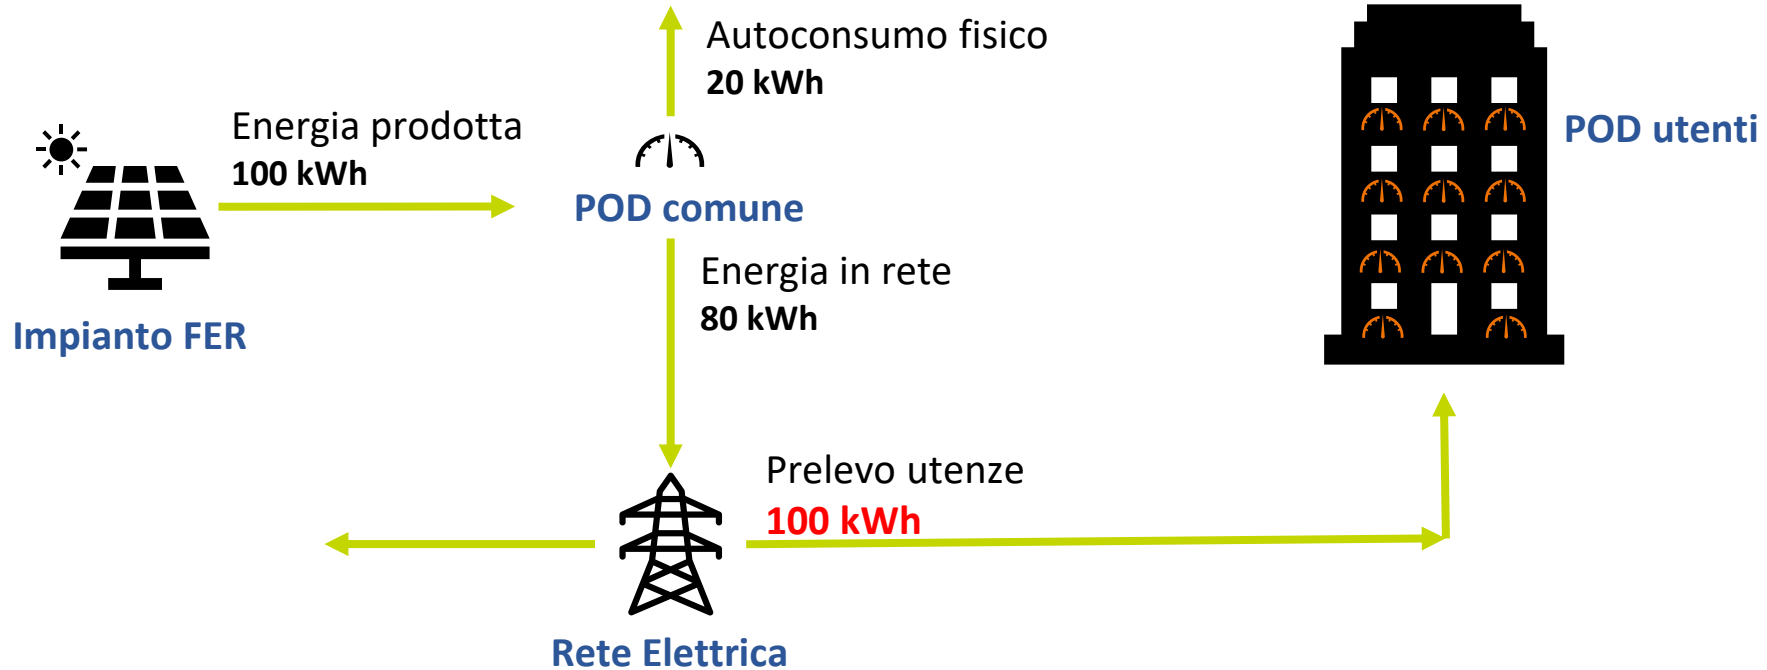 Autoconsumo fisico
20 kWh
Energia prodotta
100 kWh
POD utenti
POD comune
Energia in rete
80 kWh
Impianto FER
Prelevo utenze
100 kWh
Rete Elettrica